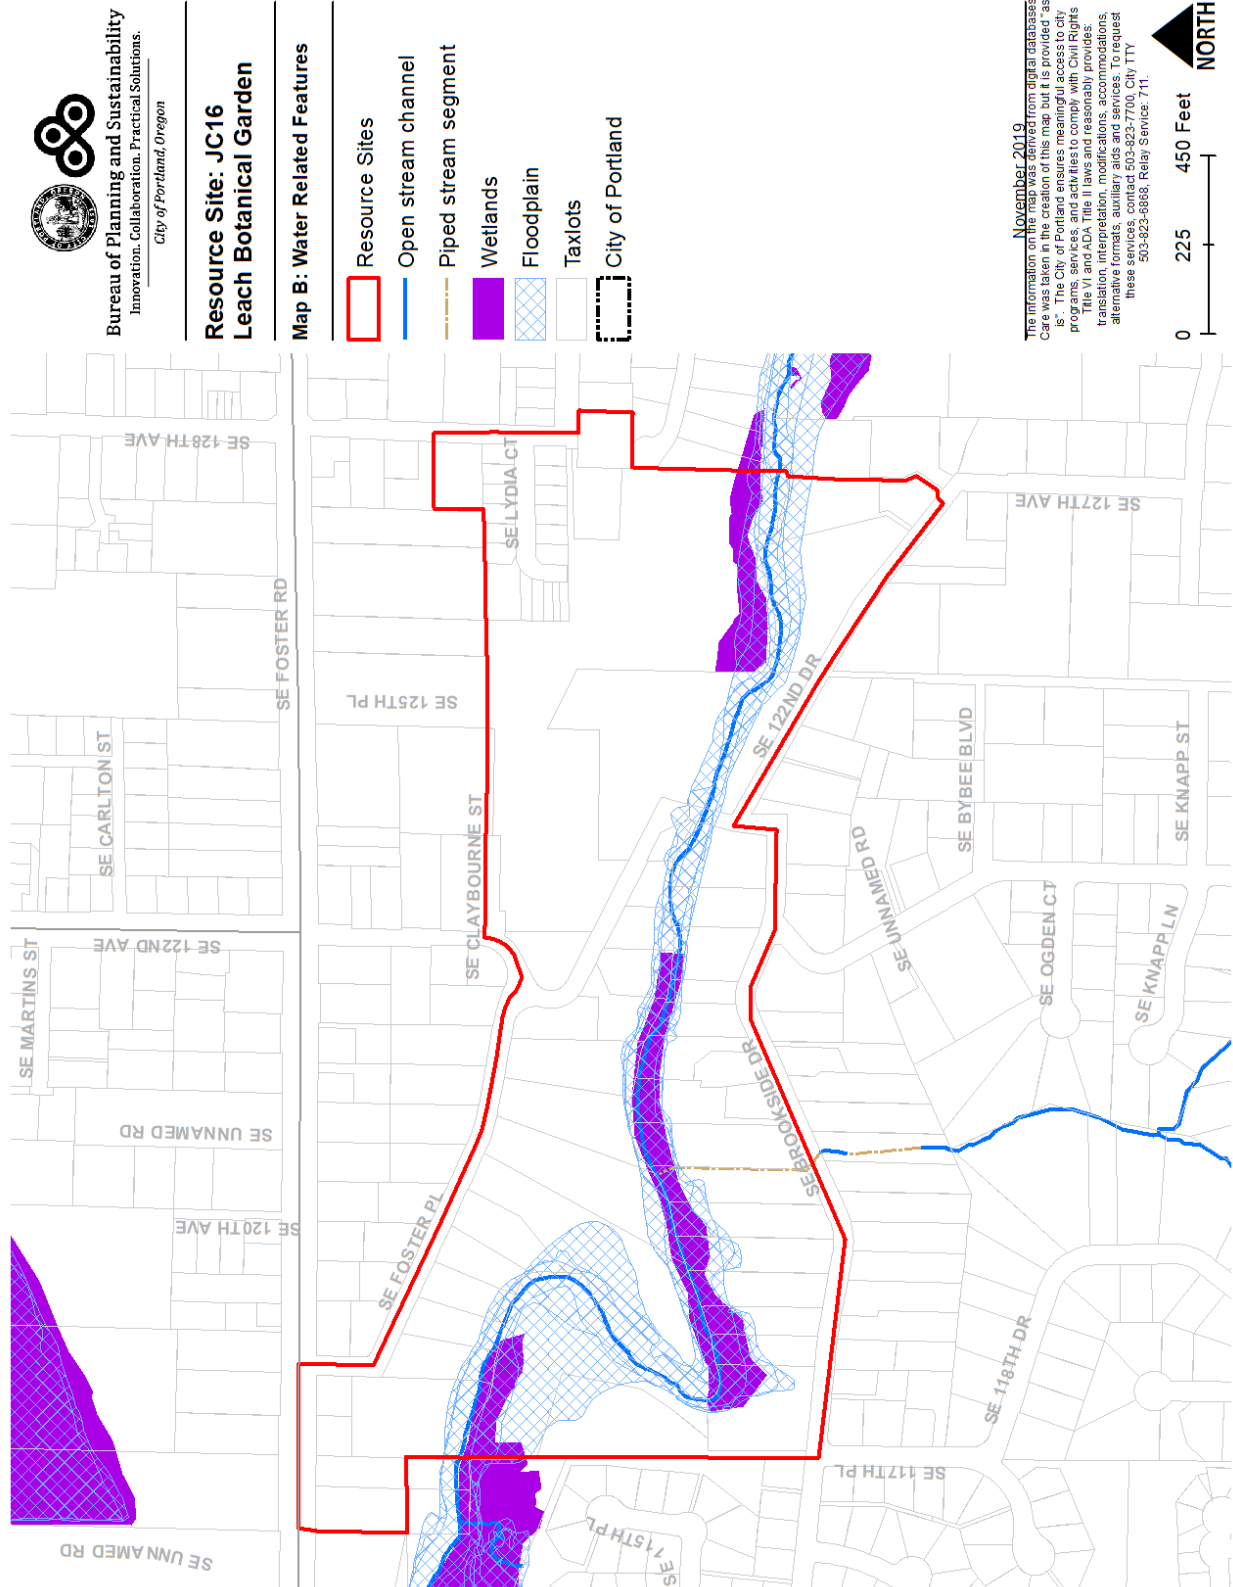 Bureau of Planning and Sustainability
Innovation. Collaboration. Practical Solutions.
City of Portland, Oregon
Resource Site: JC16
Leach Botanical Garden
Map B: Water Related Features
Resource Sites
Open stream channel
Piped stream segment
Wetlands
Floodplain
Taxlots
City of Portland
November 2019
The information on the map was derived from digital databases
Care was taken in the creation of this map but it is provided "as
is". The City of Portland ensures meaningful access to city
programs, services, and activities to comply with Civil Rights
Title VI and ADA Title II laws and reasonably provides:
translation, interpretation, modifications, accommodations,
alternative formats, auxiliary aids and services. To request
these services, contact 503-823-7700, City TTY
503-823-6868, Relay Service: 711.
0 225 450 Feet
NORTH
SE MARTINS ST
SE CARLTON ST
SE 128TH AVE
SE 122ND AVE
SE UNNAMED RD
SE 120TH AVE
SE UNNAMED RD
SE FOSTER RD
SE 125TH PL
SE LYDIA CT
SE CLAYBOURNE ST
SE FOSTER PL
SE 122ND DR
SE 127TH AVE
SE BROOKSIDE DR
SE UNNAMED RD
SE BYBEE BLVD
SE KNAPP ST
SE OGDEN CT
SE KNAPP LN
SE 118TH DR
SE 117TH PL
SE 115TH PL